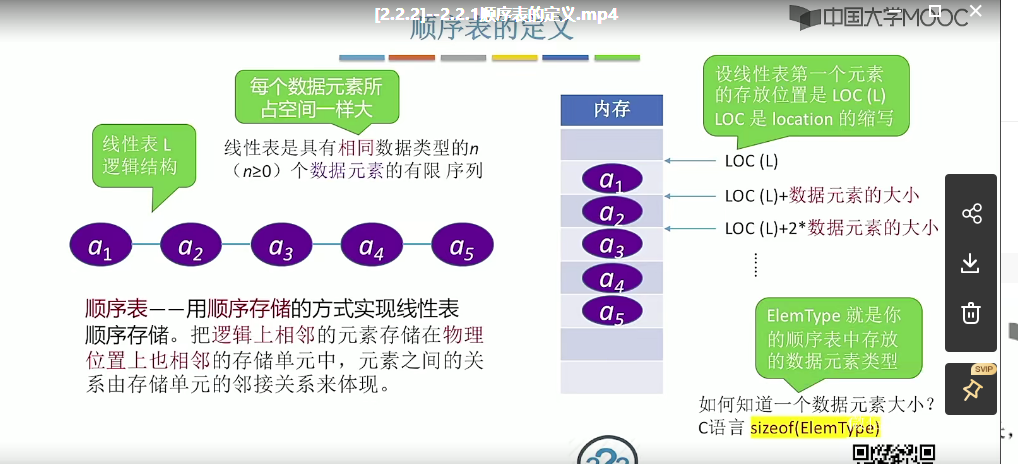 [2.2.2]--2.2.1顺序表的定义.mp4
中国大学MOOC
顺序表的定义
每个数据元素所
占空间一样大
线性表 L
逻辑结构
线性表是具有相同数据类型的n
（n≥0）个数据元素的有限 序列
a1 a2 a3 a4 a5
顺序表——用顺序存储的方式实现线性表
顺序存储。把逻辑上相邻的元素存储在物理
位置上也相邻的存储单元中，元素之间的关
系由存储单元的邻接关系来体现。
内存
a1
a2
a3
a4
a5
设线性表第一个元素
的存放位置是 LOC (L)
LOC 是 location 的缩写
LOC (L)
LOC (L)+数据元素的大小
LOC (L)+2*数据元素的大小
ElemType 就是你
的顺序表中存放
的数据元素类型
如何知道一个数据元素大小？
C语言 sizeof(ElemType)
SVIP